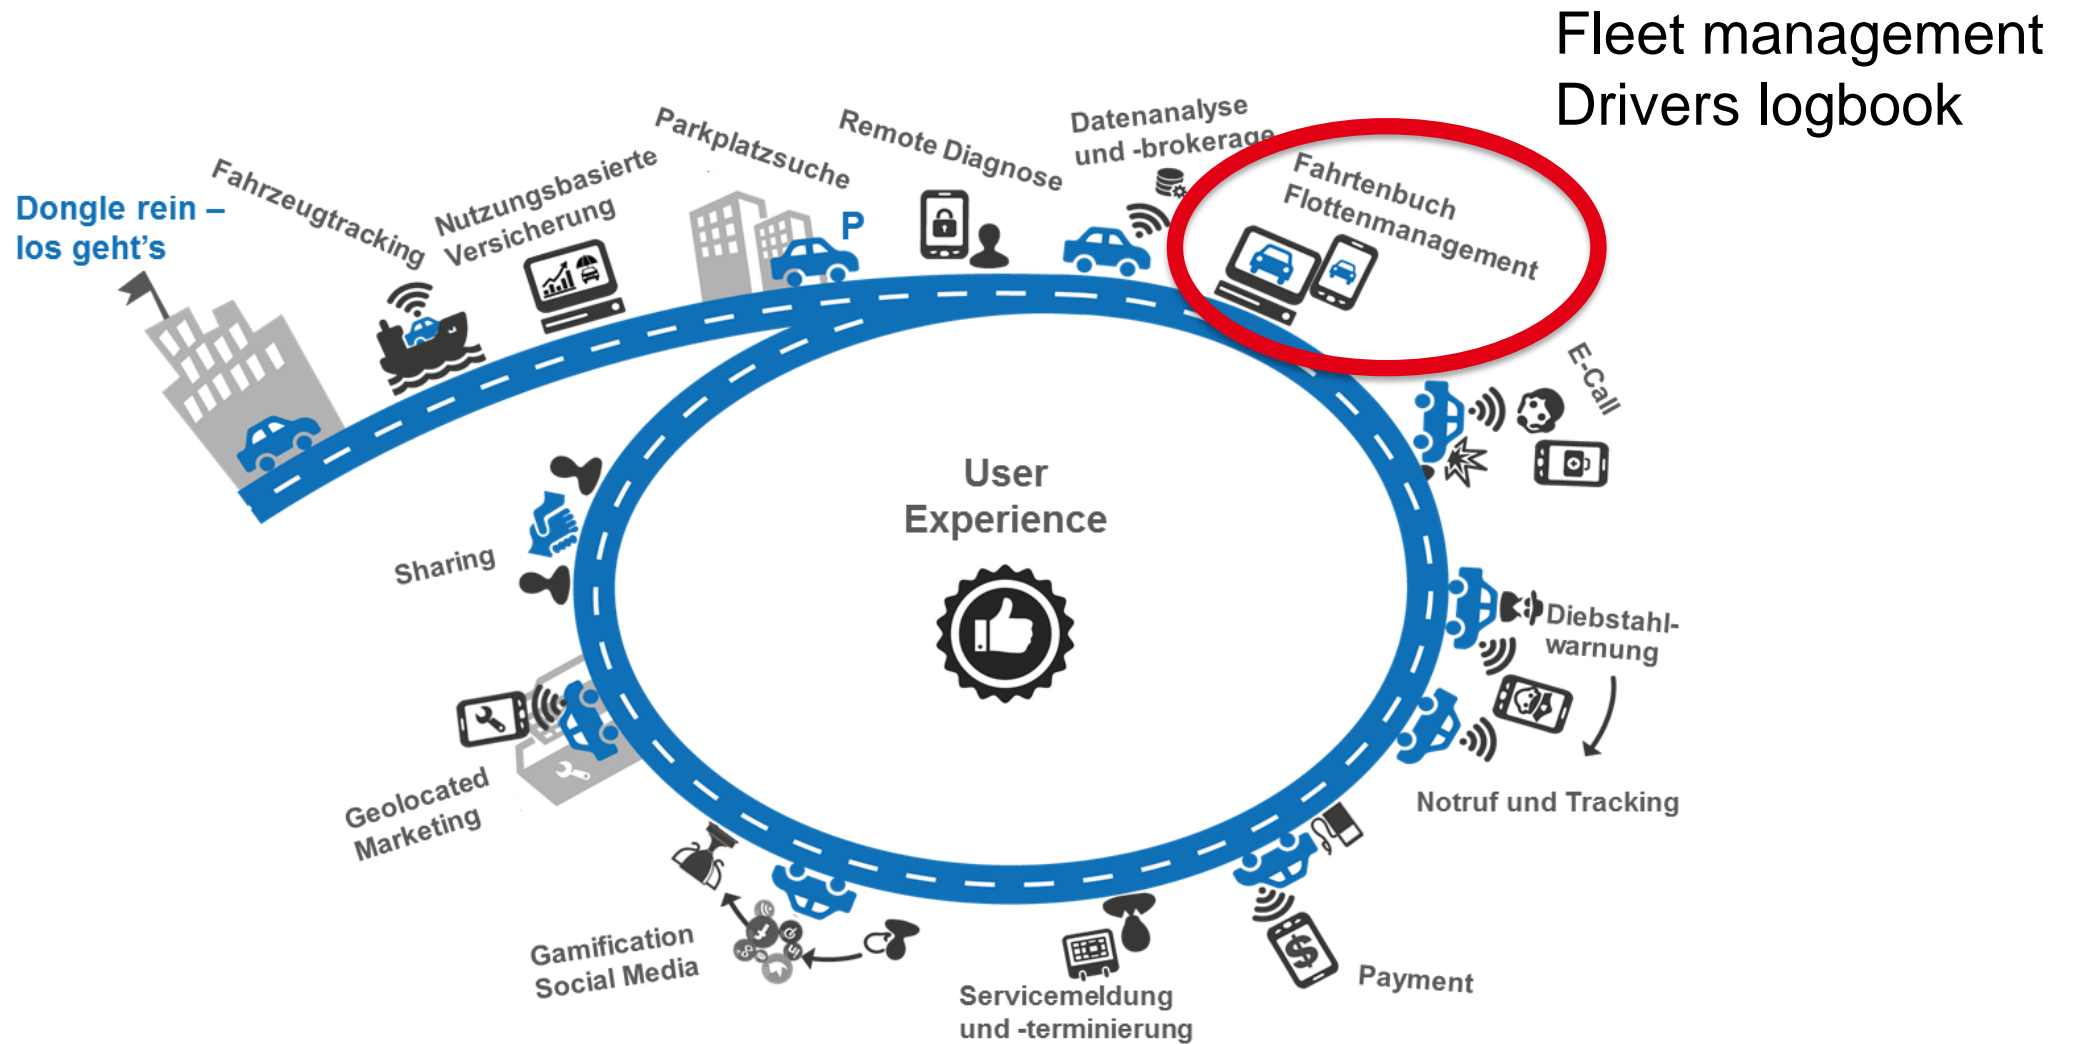 Fleet management
Drivers logbook
Dongle rein –
los geht's
Fahrzeugtracking
Nutzungsbasierte
Versicherung
Parkplatzsuche
P
Remote Diagnose
Datenanalyse
und -brokerage
Fahrtenbuch
Flottenmanagement
E-Call
Diebstahl-
warnung
Notruf und Tracking
Payment
$
Servicemeldung
und -terminierung
Gamification
Social Media
Geolocated
Marketing
Sharing
User
Experience